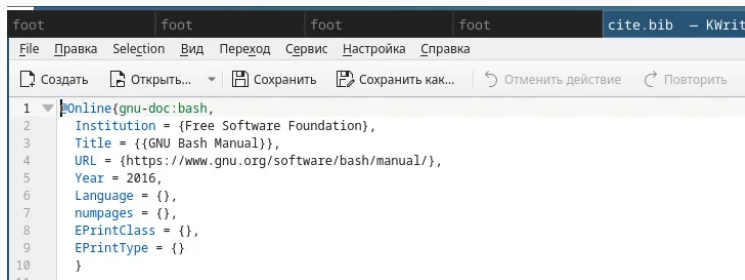 foot foot foot foot cite.bib — KWrit
File Правка Selection Вид Переход Сервис Настройка Справка
Создать Открыть... Сохранить Сохранить как... Отменить действие Повторить
1 @Online{gnu-doc:bash,
2 Institution = {Free Software Foundation},
3 Title = {{GNU Bash Manual}},
4 URL = {https://www.gnu.org/software/bash/manual/},
5 Year = 2016,
6 Language = {},
7 numpages = {},
8 EPrintClass = {},
9 EPrintType = {}
10 }